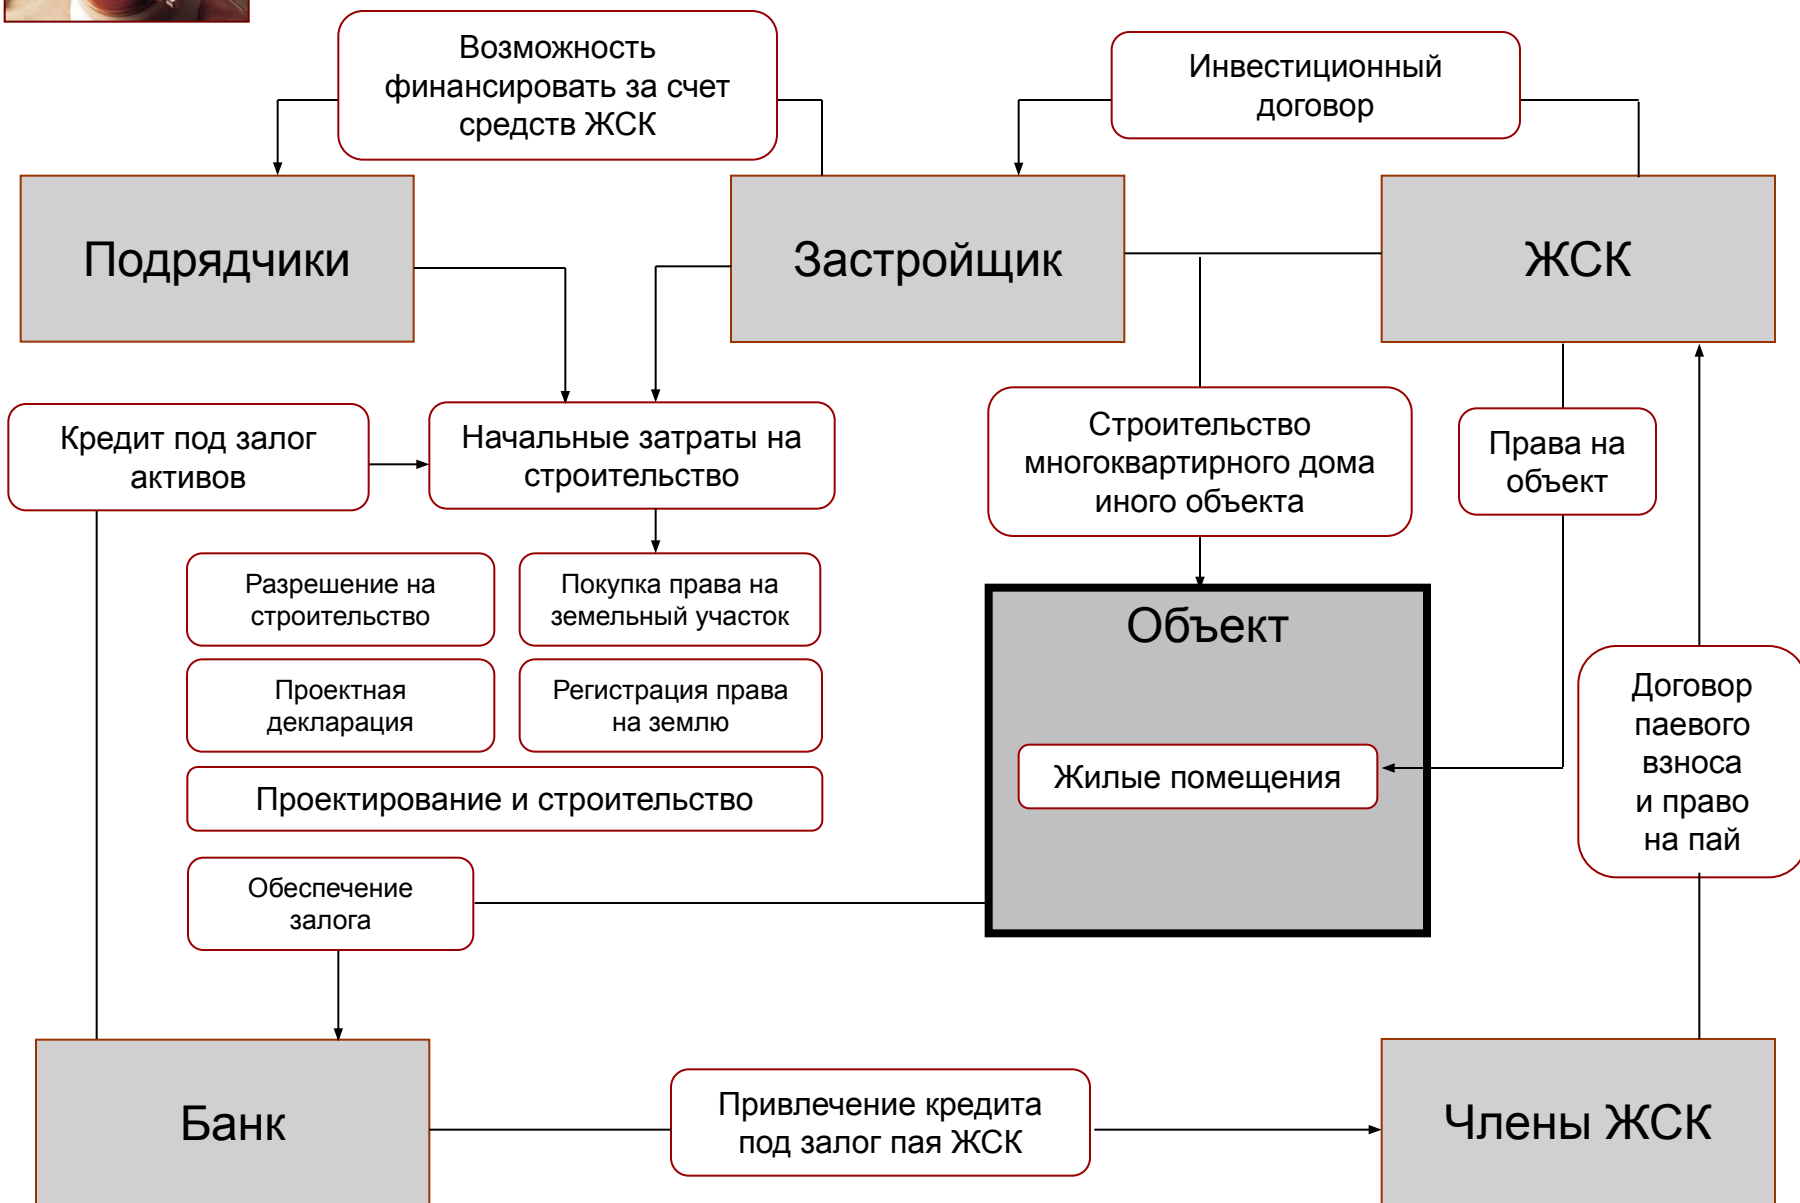 Возможность
финансировать за счет
средств ЖСК
Инвестиционный
договор
Подрядчики
Застройщик
ЖСК
Кредит под залог
активов
Начальные затраты на
строительство
Строительство
многоквартирного дома
иного объекта
Права на
объект
Разрешение на
строительство
Покупка права на
земельный участок
Объект
Проектная
декларация
Регистрация права
на землю
Договор
паевого
взноса
и право
на пай
Жилые помещения
Проектирование и строительство
Обеспечение
залога
Банк
Привлечение кредита
под залог пая ЖСК
Члены ЖСК